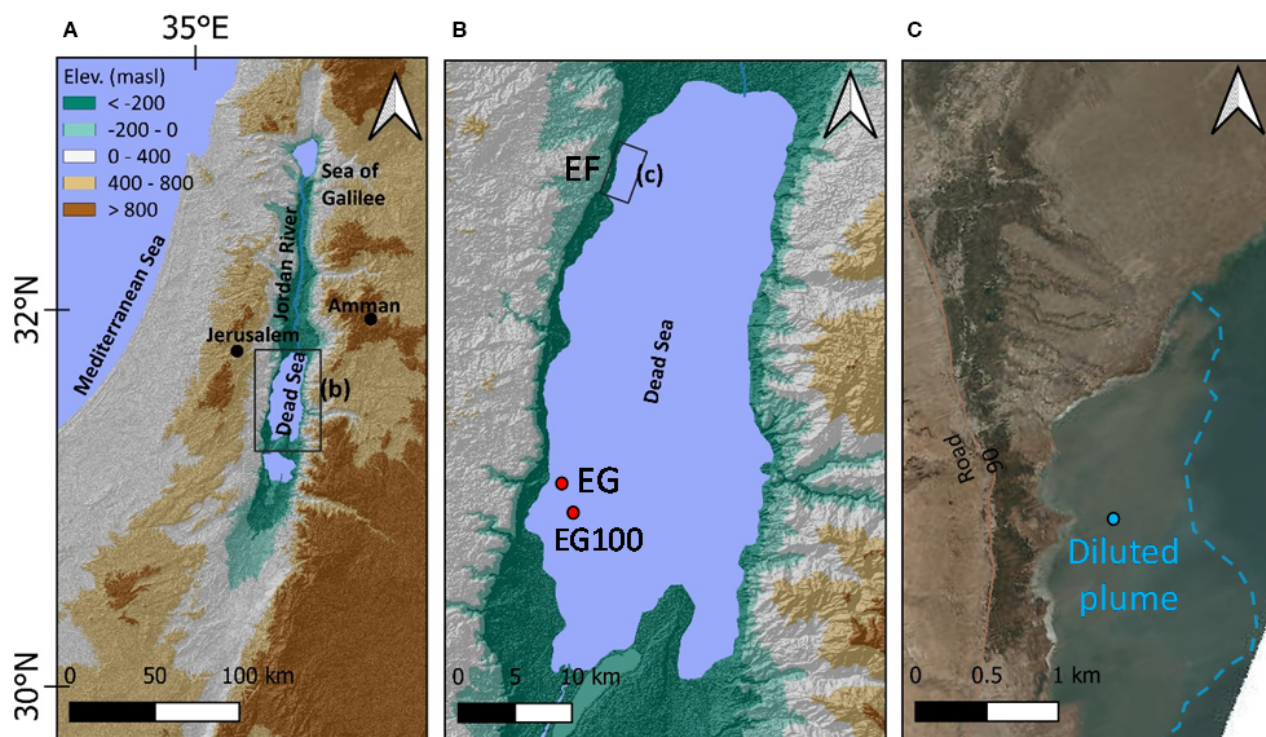 A
35°E
Elev. (masl)
< -200
-200 - 0
0 - 400
400 - 800
> 800
Sea of
Galilee
Mediterranean Sea
Jordan River
32°N
Amman
Jerusalem
Dead Sea
(b)
30°N
0 50 100 km
B
EF
(c)
Dead Sea
EG
EG100
0 5 10 km
C
Road
90
Diluted
plume
0 0.5 1 km